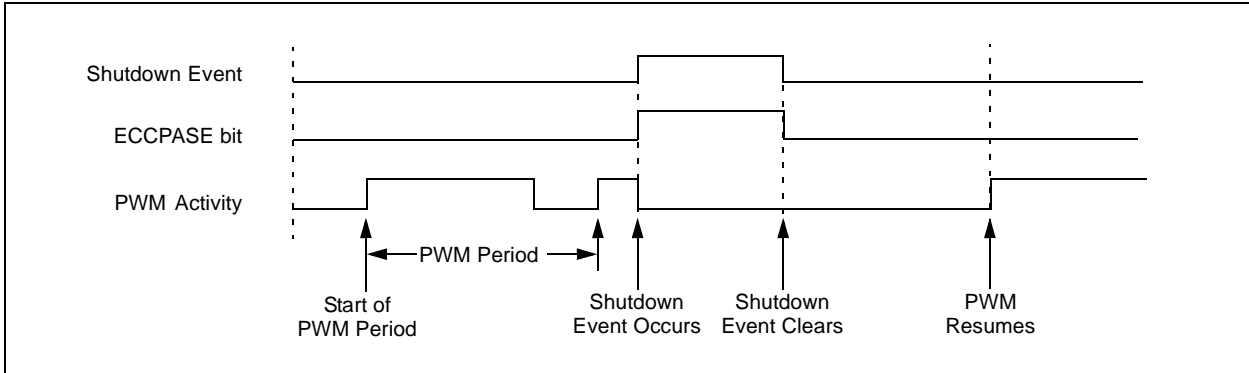 Shutdown Event
ECCPASE bit
PWM Activity
PWM Period
Start of
PWM Period
Shutdown
Event Occurs
Shutdown
Event Clears
PWM
Resumes